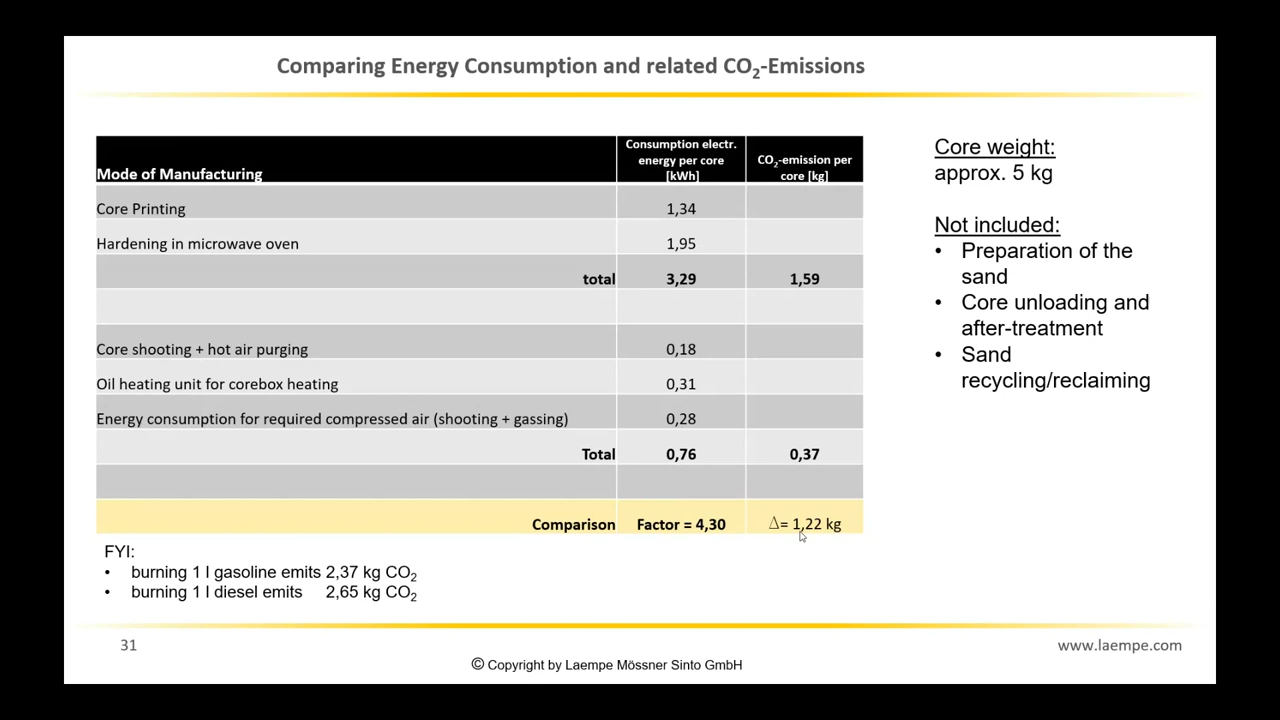 Comparing Energy Consumption and related CO₂-Emissions
Mode of Manufacturing
Consumption electr.
energy per core
[kWh]
CO₂-emission per
core [kg]
Core Printing 1,34
Hardening in microwave oven 1,95
total 3,29 1,59
Core shooting + hot air purging 0,18
Oil heating unit for corebox heating 0,31
Energy consumption for required compressed air (shooting + gassing) 0,28
Total 0,76 0,37
Comparison Factor = 4,30 Δ= 1,22 kg
Core weight:
approx. 5 kg
Not included:
• Preparation of the
sand
• Core unloading and
after-treatment
• Sand
recycling/reclaiming
FYI:
• burning 1 l gasoline emits 2,37 kg CO₂
• burning 1 l diesel emits 2,65 kg CO₂
31
www.laempe.com
© Copyright by Laempe Mössner Sinto GmbH